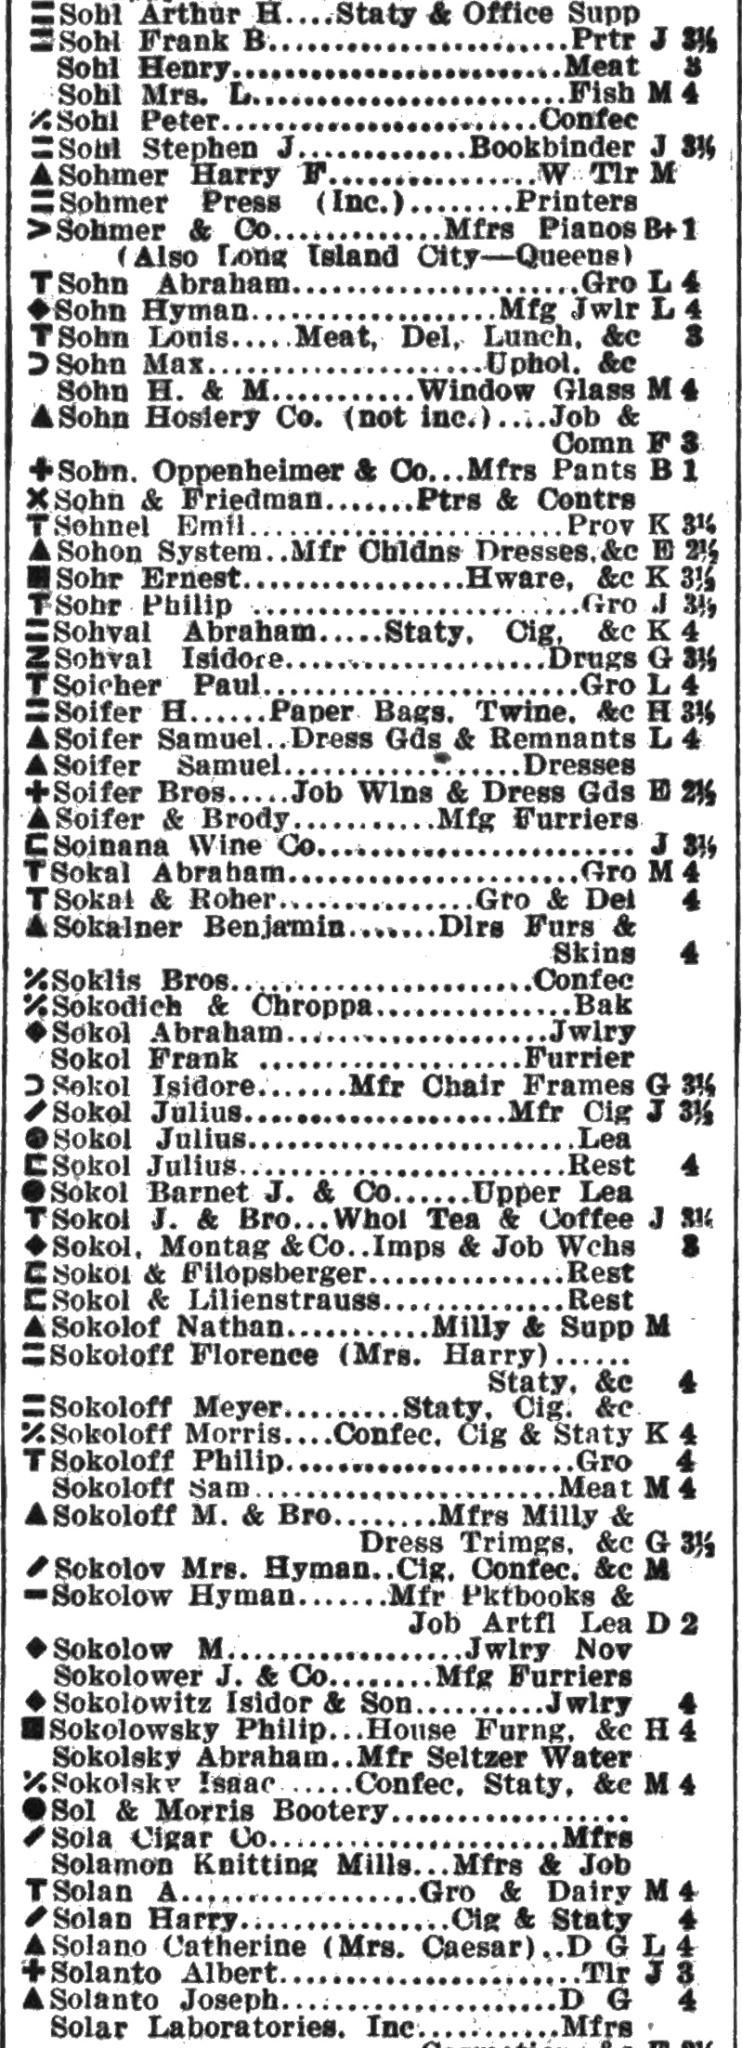 Sohl Arthur H....Staty & Office Supp
Sohl Frank B......................Prtr J 3½
Sohl Henry........................Meat 3
Sohl Mrs. L.......................Fish M 4
Sohl Peter.......................Confec
Sohl Stephen J............Bookbinder J 3½
Sohmer Harry F...............W Tlr M
Sohmer Press (Inc.)........Printers
Sohmer & Co............Mfrs Pianos B+ 1
(Also Long Island City—Queens)
Sohn Abraham.....................Gro L 4
Sohn Hyman..................Mfg Jwlr L 4
Sohn Louis.....Meat, Del, Lunch, &c 3
Sohn Max....................Uphol, &c
Sohn H. & M...........Window Glass M 4
Sohn Hosiery Co. (not inc.)....Job &
Comn F 3
Sohn, Oppenheimer & Co...Mfrs Pants B 1
Sohn & Friedman.......Ptrs & Contrs
Sohnel Emil.......................Prov K 3½
Sohon System..Mfr Chldns Dresses,&c E 2½
Sohr Ernest................Hware, &c K 3½
Sohr Philip ........................Gro J 3½
Sohval Abraham.....Staty, Cig, &c K 4
Sohval Isidore...................Drugs G 3½
Soicher Paul.......................Gro L 4
Soifer H......Paper Bags, Twine, &c H 3½
Soifer Samuel..Dress Gds & Remnants L 4
Soifer Samuel.................Dresses
Soifer Bros.....Job Wlns & Dress Gds E 2½
Soifer & Brody...........Mfg Furriers
Soinana Wine Co........................ J 3½
Sokal Abraham.....................Gro M 4
Sokal & Roher..............Gro & Del 4
Sokalner Benjamin.......Dlrs Furs &
Skins 4
Soklis Bros......................Confec
Sokodich & Chroppa..............Bak
Sokol Abraham...................Jwlry
Sokol Frank ...................Furrier
Sokol Isidore.......Mfr Chair Frames G 3½
Sokol Julius...................Mfr Cig J 3½
Sokol Julius........................Lea
Sokol Julius........................Rest 4
Sokol Barnet J. & Co......Upper Lea
Sokol J. & Bro...Whol Tea & Coffee J 3½
Sokol, Montag &Co..Imps & Job Wchs 3
Sokol & Filopsberger..............Rest
Sokol & Lilienstrauss..............Rest
Sokolof Nathan...........Milly & Supp M
Sokoloff Florence (Mrs. Harry)......
Staty, &c 4
Sokoloff Meyer.........Staty, Cig, &c
Sokoloff Morris....Confec, Cig & Staty K 4
Sokoloff Philip.....................Gro 4
Sokoloff Sam......................Meat M 4
Sokoloff M. & Bro........Mfrs Milly &
Dress Trimgs, &c G 3½
Sokolov Mrs. Hyman..Cig, Confec, &c M
Sokolow Hyman.......Mfr Pktbooks &
Job Artfl Lea D 2
Sokolow M.................Jwlry Nov
Sokolower J. & Co........Mfg Furriers
Sokolowitz Isidor & Son..........Jwlry 4
Sokolowsky Philip...House Furng, &c H 4
Sokolsky Abraham..Mfr Seltzer Water
Sokolsky Isaac......Confec, Staty, &c M 4
Sol & Morris Bootery..................
Sola Cigar Co......................Mfrs
Solamon Knitting Mills...Mfrs & Job
Solan A.................Gro & Dairy M 4
Solan Harry...............Cig & Staty 4
Solano Catherine (Mrs. Caesar)..D G L 4
Solanto Albert......................Tlr J 3
Solanto Joseph....................D G 4
Solar Laboratories, Inc...........Mfrs